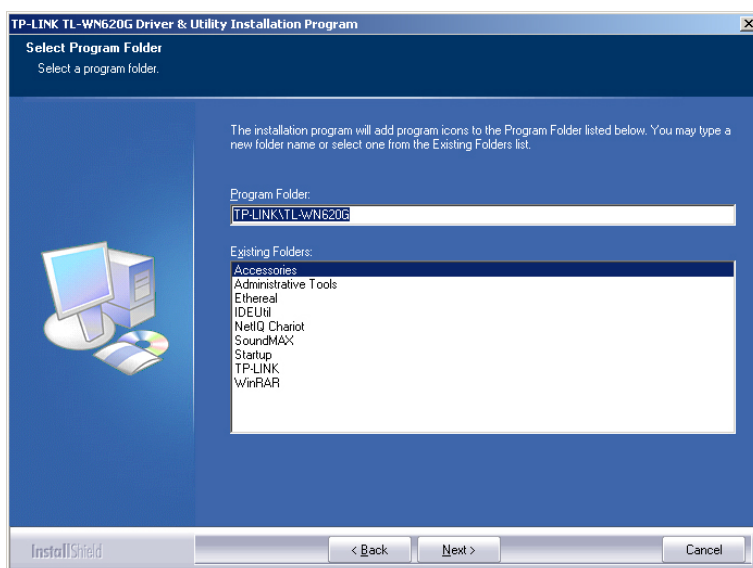 TP-LINK TL-WN620G Driver & Utility Installation Program
Select Program Folder
Select a program folder.
The installation program will add program icons to the Program Folder listed below. You may type a
new folder name or select one from the Existing Folders list.
Program Folder:
TP-LINK\TL-WN620G
Existing Folders:
Accessories
Administrative Tools
Ethereal
IDEUtil
NetIQ Chariot
SoundMAX
Startup
TP-LINK
WinRAR
InstallShield
< Back
Next >
Cancel